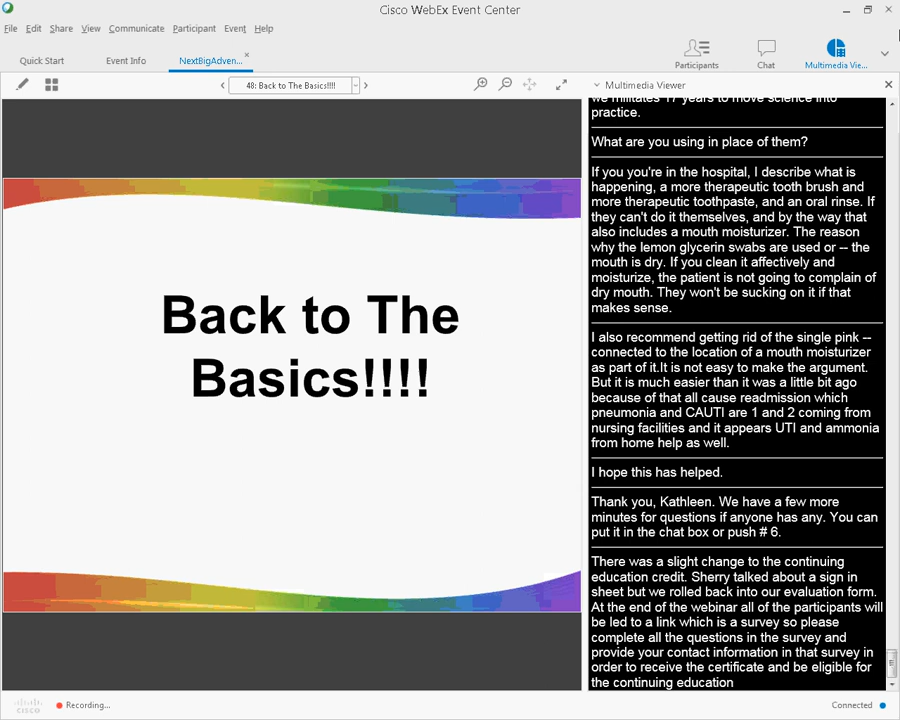 Cisco WebEx Event Center
File Edit Share View Communicate Participant Event Help
Quick Start Event Info NextBigAdven...
Participants Chat Multimedia Vie...
48: Back to The Basics!!!!
Multimedia Viewer
Back to The
Basics!!!!
we militates 17 years to move science into
practice.
What are you using in place of them?
If you you're in the hospital, I describe what is
happening, a more therapeutic tooth brush and
more therapeutic toothpaste, and an oral rinse. If
they can't do it themselves, and by the way that
also includes a mouth moisturizer. The reason
why the lemon glycerin swabs are used or -- the
mouth is dry. If you clean it affectively and
moisturize, the patient is not going to complain of
dry mouth. They won't be sucking on it if that
makes sense.
I also recommend getting rid of the single pink --
connected to the location of a mouth moisturizer
as part of it.It is not easy to make the argument.
But it is much easier than it was a little bit ago
because of that all cause readmission which
pneumonia and CAUTI are 1 and 2 coming from
nursing facilities and it appears UTI and ammonia
from home help as well.
I hope this has helped.
Thank you, Kathleen. We have a few more
minutes for questions if anyone has any. You can
put it in the chat box or push # 6.
There was a slight change to the continuing
education credit. Sherry talked about a sign in
sheet but we rolled back into our evaluation form.
At the end of the webinar all of the participants will
be led to a link which is a survey so please
complete all the questions in the survey and
provide your contact information in that survey in
order to receive the certificate and be eligible for
the continuing education
cisco Recording... Connected